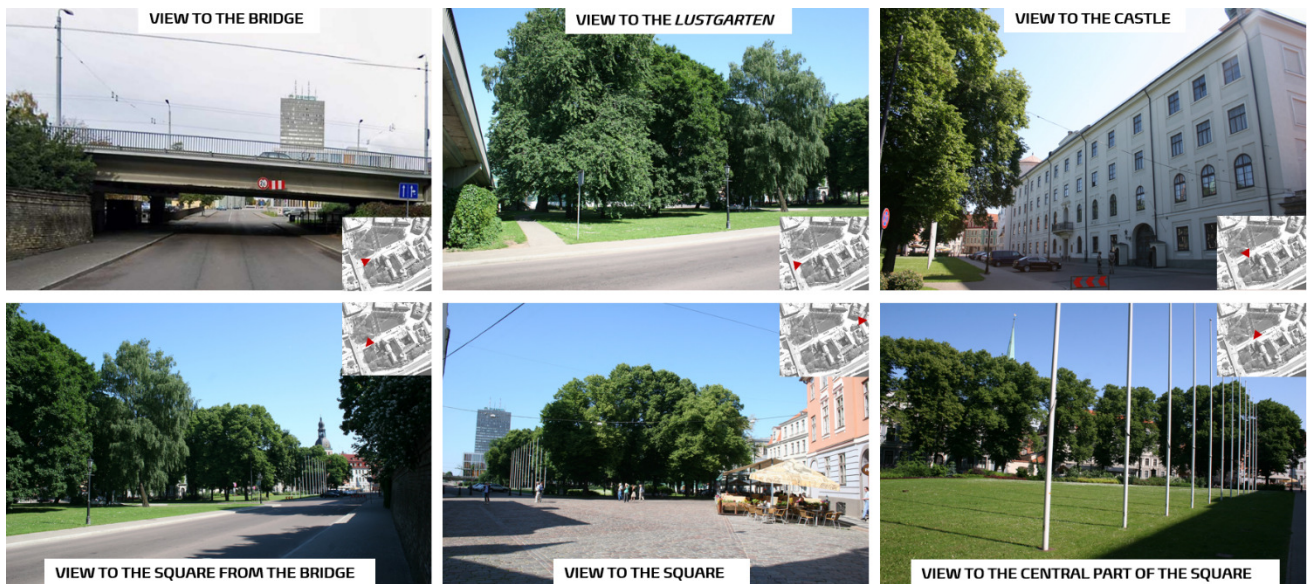 VIEW TO THE BRIDGE
VIEW TO THE LUSTGARTEN
VIEW TO THE CASTLE
VIEW TO THE SQUARE FROM THE BRIDGE
VIEW TO THE SQUARE
VIEW TO THE CENTRAL PART OF THE SQUARE